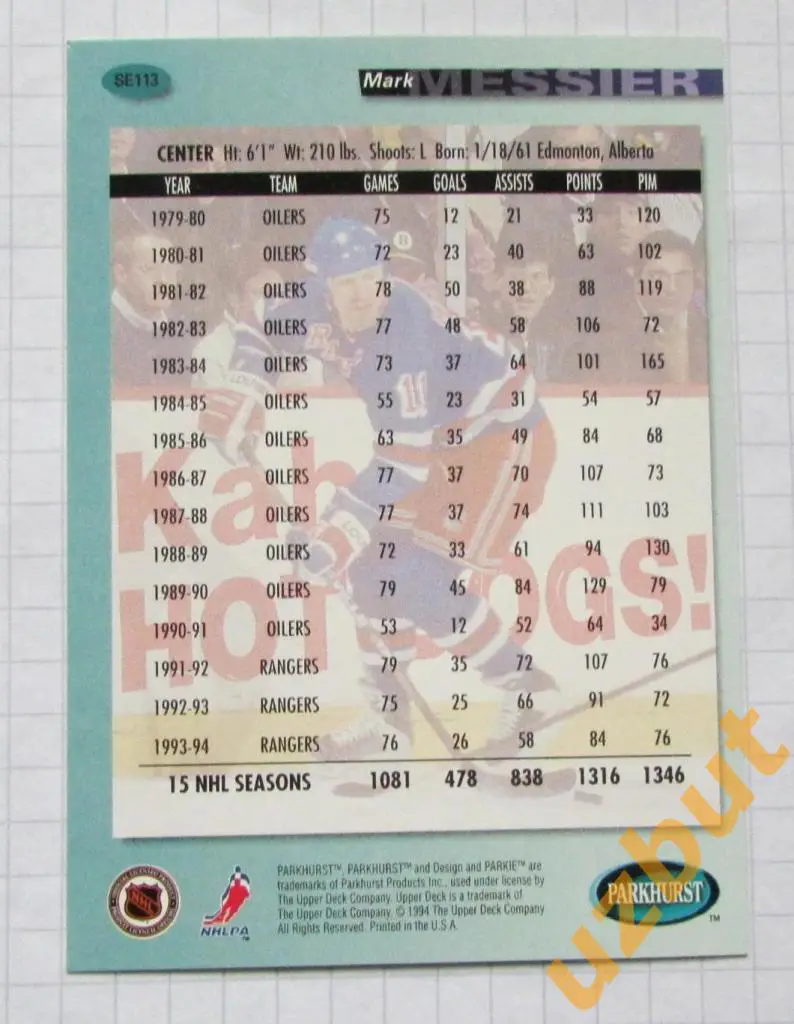 SE113
Mark MESSIER
CENTER Ht: 6'1" Wt: 210 lbs. Shoots: L Born: 1/18/61 Edmonton, Alberta
YEAR TEAM GAMES GOALS ASSISTS POINTS PIM
1979-80 OILERS 75 12 21 33 120
1980-81 OILERS 72 23 40 63 102
1981-82 OILERS 78 50 38 88 119
1982-83 OILERS 77 48 58 106 72
1983-84 OILERS 73 37 64 101 165
1984-85 OILERS 55 23 31 54 57
1985-86 OILERS 63 35 49 84 68
1986-87 OILERS 77 37 70 107 73
1987-88 OILERS 77 37 74 111 103
1988-89 OILERS 72 33 61 94 130
1989-90 OILERS 79 45 84 129 79
1990-91 OILERS 53 12 52 64 34
1991-92 RANGERS 79 35 72 107 76
1992-93 RANGERS 75 25 66 91 72
1993-94 RANGERS 76 26 58 84 76
15 NHL SEASONS 1081 478 838 1316 1346
11
Kah
HOT OGS!
NHL
NHLPA
PARKHURST™, PARKHURST™ and Design and PARKIE™ are
trademarks of Parkhurst Products Inc., used under license by
The Upper Deck Company. Upper Deck is a trademark of
The Upper Deck Company. © 1994 The Upper Deck Company
All Rights Reserved. Printed in the U.S.A.
PARKHURST™
uzbut